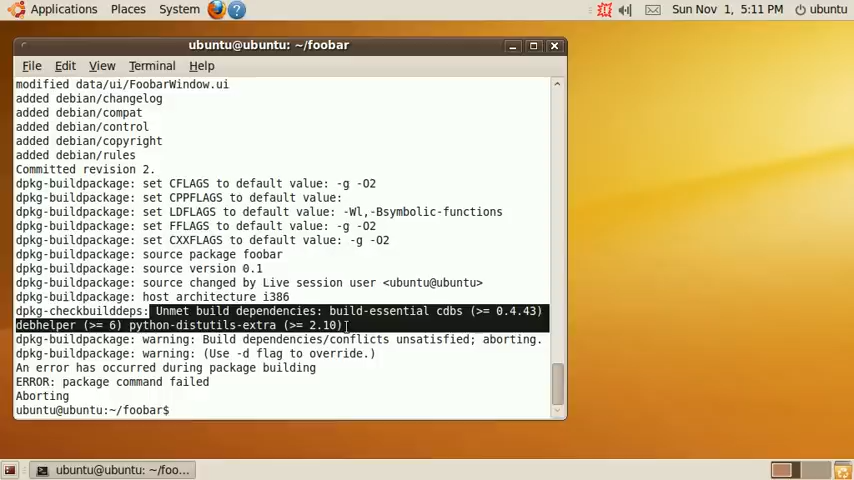 Applications Places System Sun Nov 1, 5:11 PM ubuntu
ubuntu@ubuntu: ~/foobar
File Edit View Terminal Help
modified data/ui/FoobarWindow.ui
added debian/changelog
added debian/compat
added debian/control
added debian/copyright
added debian/rules
Committed revision 2.
dpkg-buildpackage: set CFLAGS to default value: -g -O2
dpkg-buildpackage: set CPPFLAGS to default value:
dpkg-buildpackage: set LDFLAGS to default value: -Wl,-Bsymbolic-functions
dpkg-buildpackage: set FFLAGS to default value: -g -O2
dpkg-buildpackage: set CXXFLAGS to default value: -g -O2
dpkg-buildpackage: source package foobar
dpkg-buildpackage: source version 0.1
dpkg-buildpackage: source changed by Live session user <ubuntu@ubuntu>
dpkg-buildpackage: host architecture i386
dpkg-checkbuilddeps: Unmet build dependencies: build-essential cdbs (>= 0.4.43)
debhelper (>= 6) python-distutils-extra (>= 2.10)
dpkg-buildpackage: warning: Build dependencies/conflicts unsatisfied; aborting.
dpkg-buildpackage: warning: (Use -d flag to override.)
An error has occurred during package building
ERROR: package command failed
Aborting
ubuntu@ubuntu:~/foobar$
ubuntu@ubuntu: ~/foo...